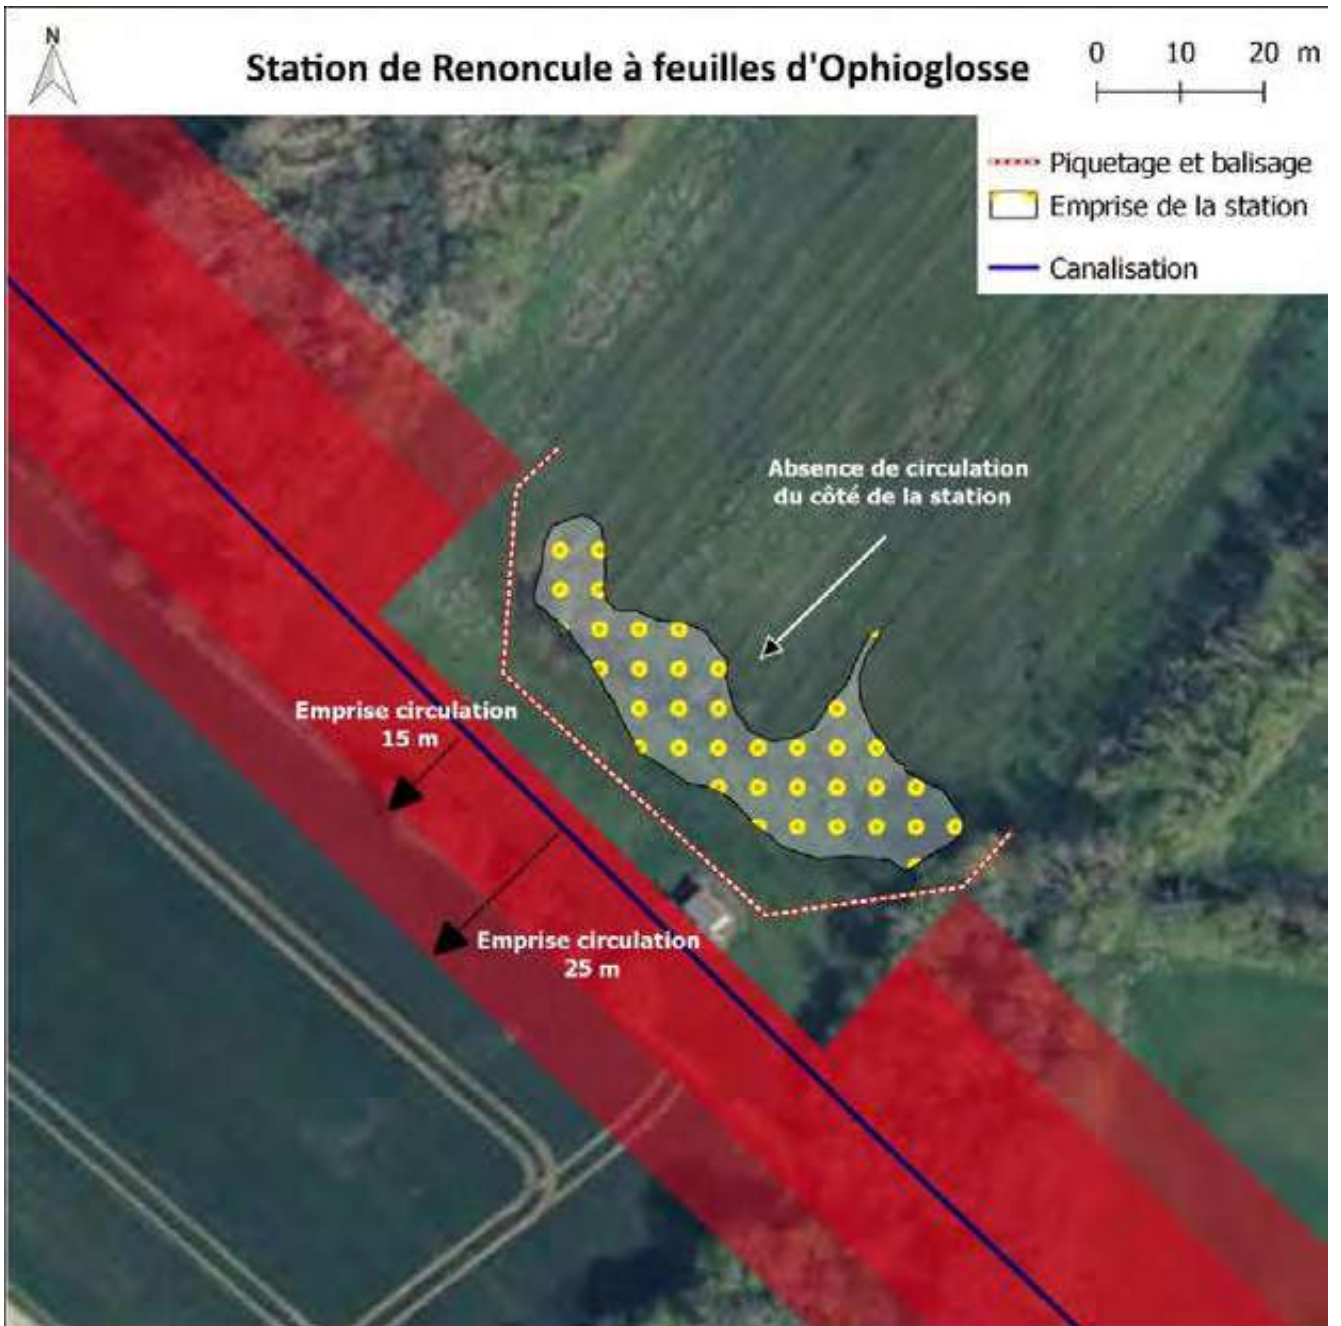 N
Station de Renoncule à feuilles d'Ophioglosse
0 10 20 m
Piquetage et balisage
Emprise de la station
Canalisation
Absence de circulation
du côté de la station
Emprise circulation
15 m
Emprise circulation
25 m